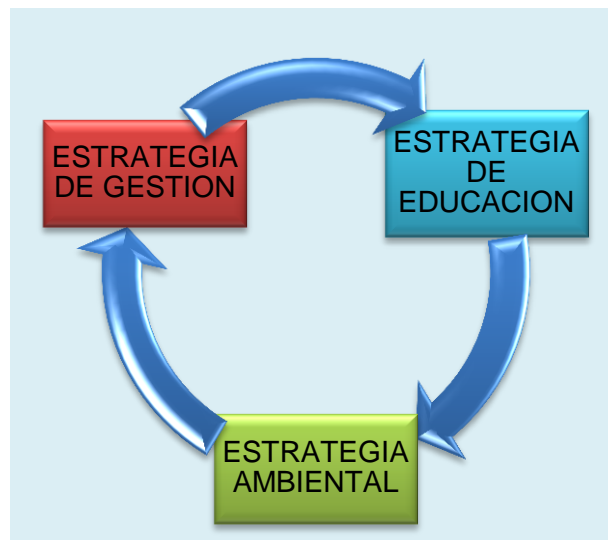 ESTRATEGIA
DE GESTION
ESTRATEGIA
DE
EDUCACION
ESTRATEGIA
AMBIENTAL